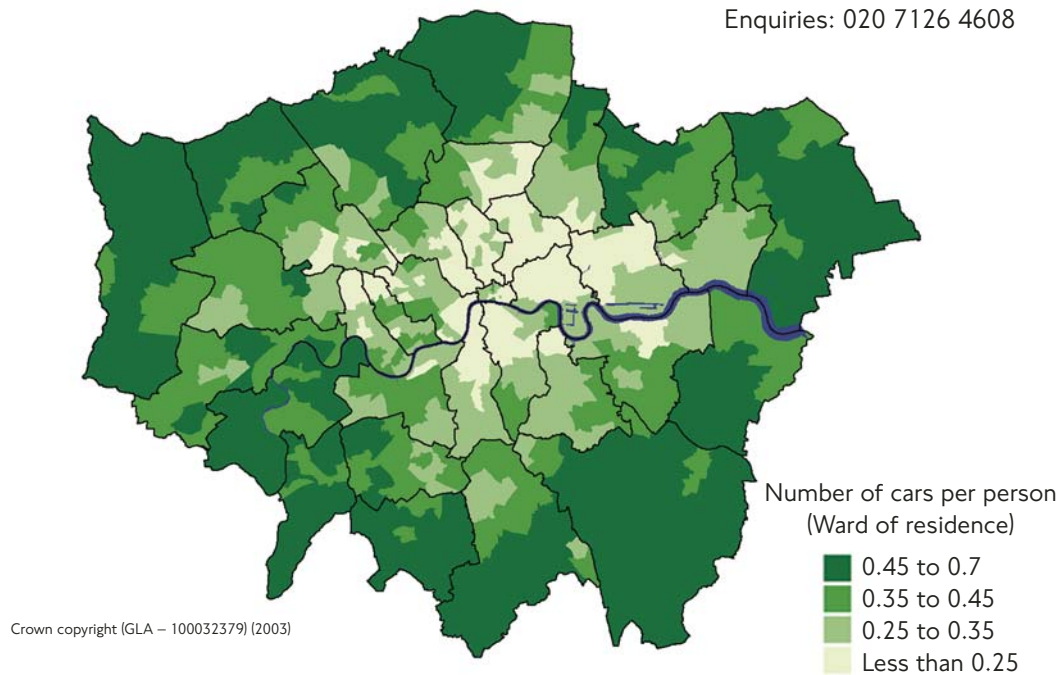 Enquiries: 020 7126 4608
Number of cars per person
(Ward of residence)
0.45 to 0.7
0.35 to 0.45
0.25 to 0.35
Less than 0.25
Crown copyright (GLA – 100032379) (2003)